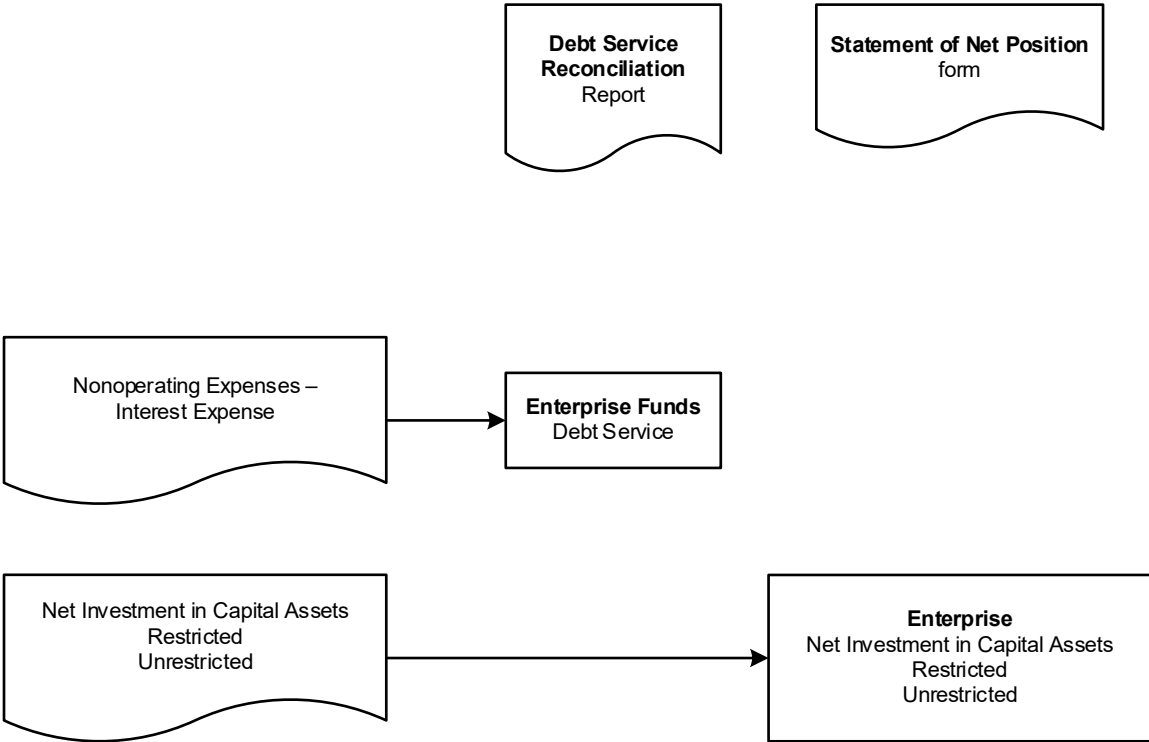 Debt Service
Reconciliation
Report
Statement of Net Position
form
Nonoperating Expenses –
Interest Expense
Enterprise Funds
Debt Service
Net Investment in Capital Assets
Restricted
Unrestricted
Enterprise
Net Investment in Capital Assets
Restricted
Unrestricted